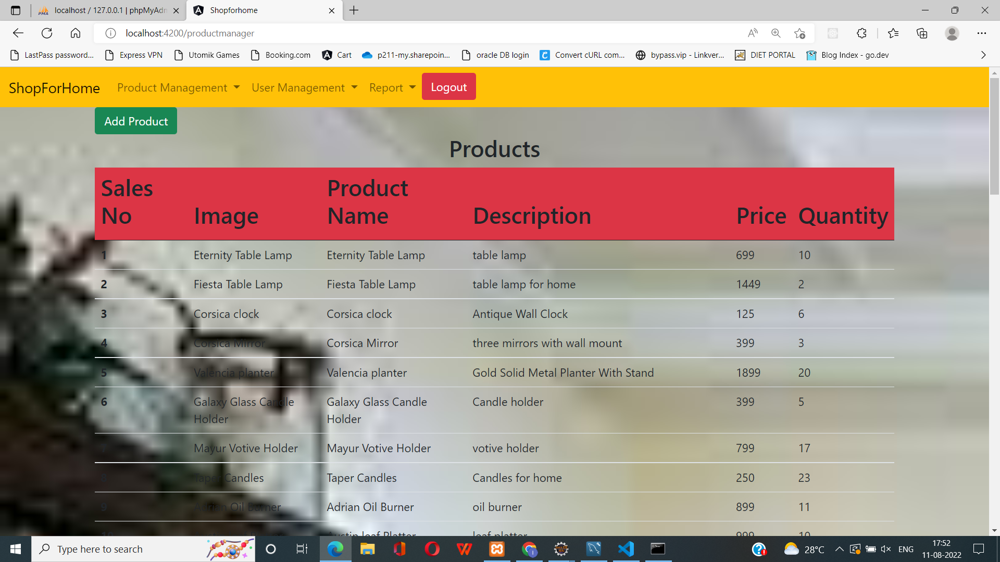 localhost / 127.0.0.1 | phpMyAdm
Shopforhome
localhost:4200/productmanager
LastPass password... Express VPN Utomik Games Booking.com Cart p211-my.sharepoin... oracle DB login Convert cURL com... bypass.vip - Linkver... DIET PORTAL Blog Index - go.dev
ShopForHome Product Management User Management Report Logout
Add Product
Products
Sales No Image Product Name Description Price Quantity
1 Eternity Table Lamp Eternity Table Lamp table lamp 699 10
2 Fiesta Table Lamp Fiesta Table Lamp table lamp for home 1449 2
3 Corsica clock Corsica clock Antique Wall Clock 125 6
4 Corsica Mirror Corsica Mirror three mirrors with wall mount 399 3
5 Valencia planter Valencia planter Gold Solid Metal Planter With Stand 1899 20
6 Galaxy Glass Candle Holder Galaxy Glass Candle Holder Candle holder 399 5
Mayur Votive Holder Mayur Votive Holder votive holder 799 17
8 Taper Candles Taper Candles Candles for home 250 23
9 Adrian Oil Burner Adrian Oil Burner oil burner 899 11
10 Austin leaf Platter leaf platter 999 10
Type here to search
28°C
ENG
17:52
11-08-2022